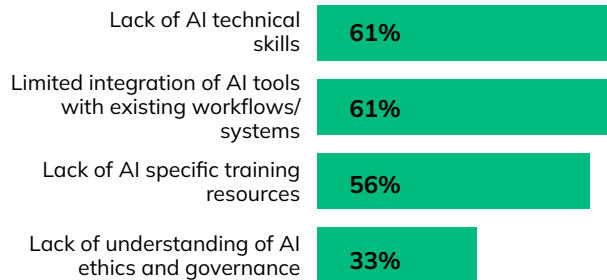 Lack of AI technical
skills
61%
Limited integration of AI tools
with existing workflows/
systems
61%
Lack of AI specific training
resources
56%
Lack of understanding of AI
ethics and governance
33%